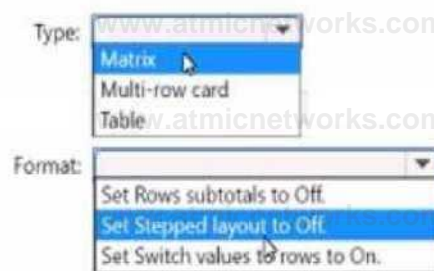 Type:
www.atmicnetworks.com
Matrix
Multi-row card
Table
www.atmicnetworks.com
Format:
Set Rows subtotals to Off.
Set Stepped layout to Off.
Set Switch values to rows to On.